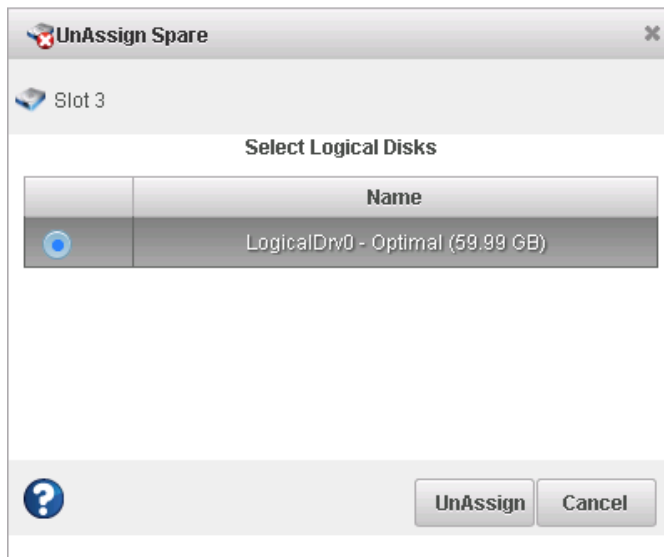 UnAssign Spare
Slot 3
Select Logical Disks
Name
LogicalDrv0 - Optimal (59.99 GB)
?
UnAssign Cancel